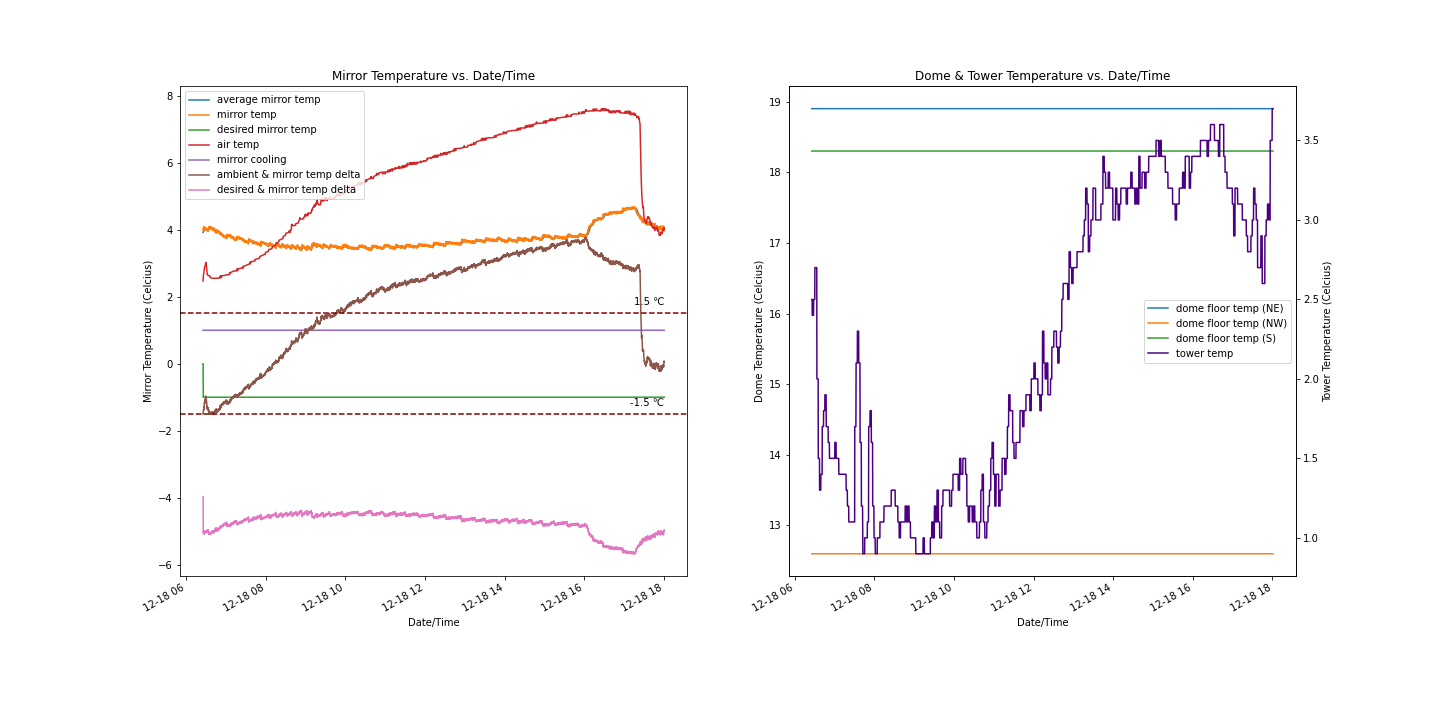 Mirror Temperature vs. Date/Time
8
6
4
2
0
−2
−4
−6
Mirror Temperature (Celcius)
average mirror temp
mirror temp
desired mirror temp
air temp
mirror cooling
ambient & mirror temp delta
desired & mirror temp delta
1.5 °C
-1.5 °C
12-18 06
12-18 08
12-18 10
12-18 12
12-18 14
12-18 16
12-18 18
Date/Time
Dome & Tower Temperature vs. Date/Time
19
18
17
16
15
14
13
Dome Temperature (Celcius)
dome floor temp (NE)
dome floor temp (NW)
dome floor temp (S)
tower temp
3.5
3.0
2.5
2.0
1.5
1.0
Tower Temperature (Celcius)
12-18 06
12-18 08
12-18 10
12-18 12
12-18 14
12-18 16
12-18 18
Date/Time